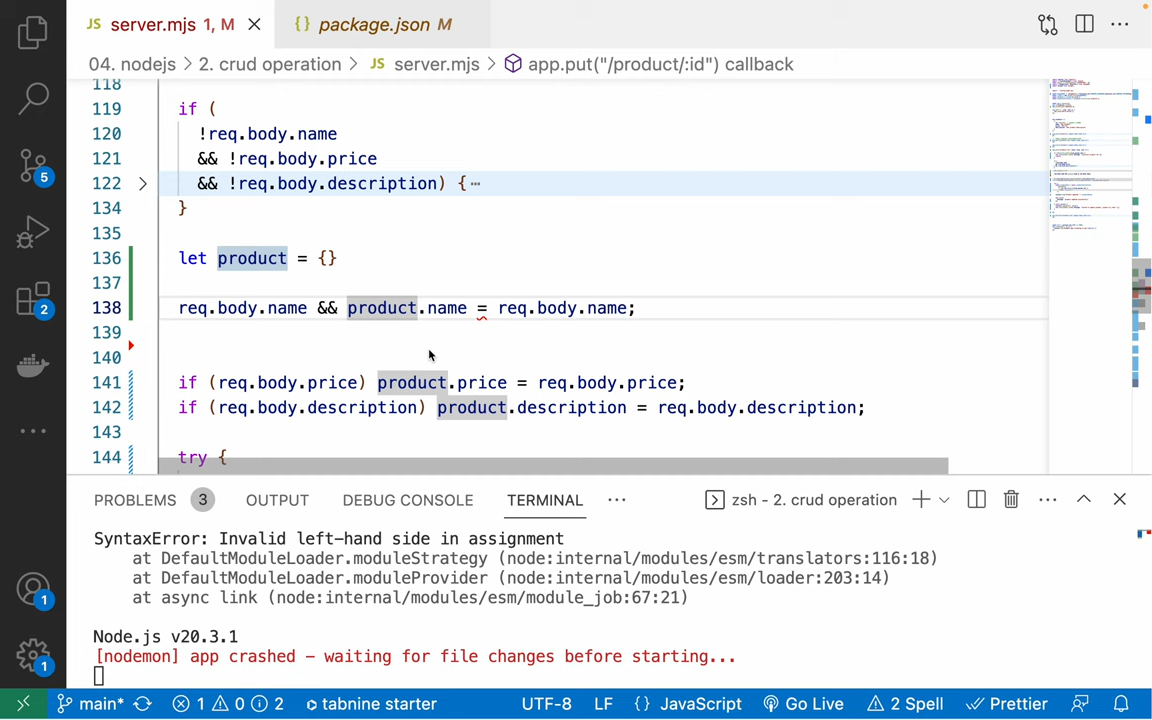 JS server.mjs 1, M
{} package.json M
04. nodejs > 2. crud operation > JS server.mjs > app.put("/product/:id") callback
118
119 if (
120 !req.body.name
121 && !req.body.price
122 && !req.body.description) {…
134 }
135
136 let product = {}
137
138 req.body.name && product.name = req.body.name;
139
140
141 if (req.body.price) product.price = req.body.price;
142 if (req.body.description) product.description = req.body.description;
143
144 try {
5
2
1
1
PROBLEMS 3 OUTPUT DEBUG CONSOLE TERMINAL ··· zsh - 2. crud operation
SyntaxError: Invalid left-hand side in assignment
at DefaultModuleLoader.moduleStrategy (node:internal/modules/esm/translators:116:18)
at DefaultModuleLoader.moduleProvider (node:internal/modules/esm/loader:203:14)
at async link (node:internal/modules/esm/module_job:67:21)
Node.js v20.3.1
[nodemon] app crashed - waiting for file changes before starting...
main* 1 0 2 tabnine starter UTF-8 LF {} JavaScript Go Live 2 Spell Prettier